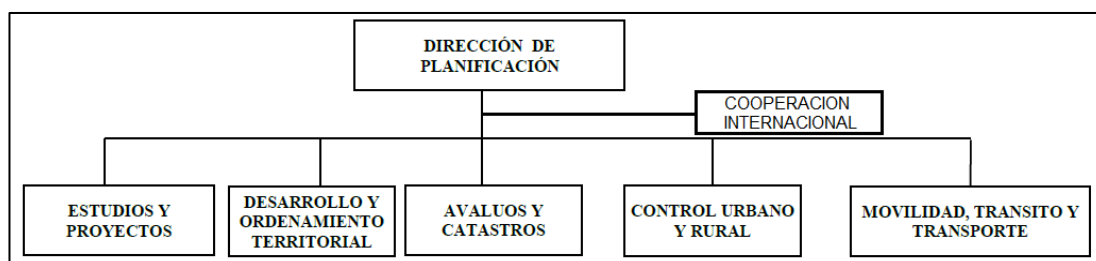 DIRECCIÓN DE
PLANIFICACIÓN
COOPERACION
INTERNACIONAL
ESTUDIOS Y
PROYECTOS
DESARROLLO Y
ORDENAMIENTO
TERRITORIAL
AVALUOS Y
CATASTROS
CONTROL URBANO
Y RURAL
MOVILIDAD, TRANSITO Y
TRANSPORTE